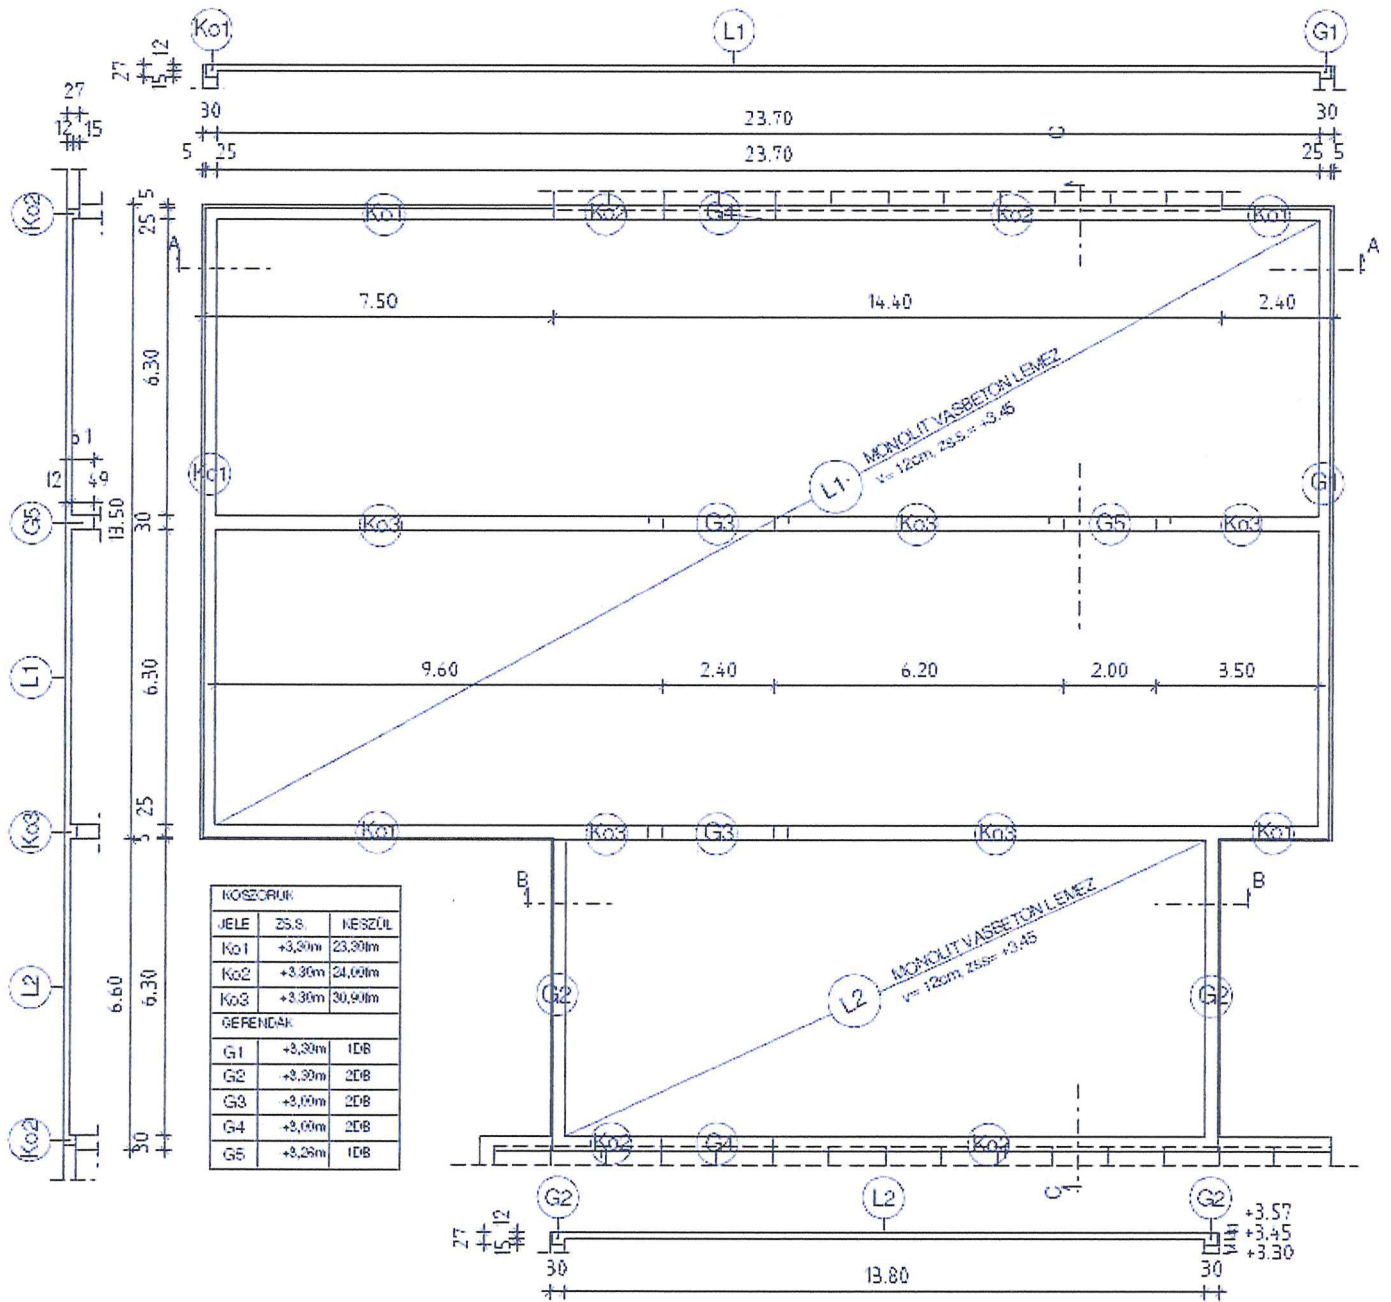 Ko1 L1 G1
27 15 12
27
12 15
30 23.70 30
5 25 23.70 25 5
Ko2
5
25
Ko1 Ko2 G4 Ko2 Ko1
A A
7.50 14.40 2.40
6.30
MONOLIT VASBETON LEMEZ
v= 12cm, zs.s.= +3.45
L1
61
12 49
Ko1 G1
G5
13.50
30
Ko3 G3 Ko3 G5 Ko3
9.60 2.40 6.20 2.00 3.50
L1
6.30
25
5
Ko3
Ko1 Ko3 G3 Ko3 Ko1
B B
MONOLIT VASBETON LEMEZ
v= 12cm, zss= +3.45
L2
L2
6.60
6.30
G2 G2
KOSZORÚK
JELE ZS.S. KÉSZÜL
Ko1 +3,30m 23,30fm
Ko2 +3,30m 24,00fm
Ko3 +3,30m 30,90fm
GERENDÁK
G1 +3,30m 1DB
G2 +3,30m 2DB
G3 +3,00m 2DB
G4 +3,00m 2DB
G5 +3,26m 1DB
Ko2
30
Ko2 G4
C
G2 L2 G2
27 15 12
+3.57
+3.45
+3.30
30 13.80 30